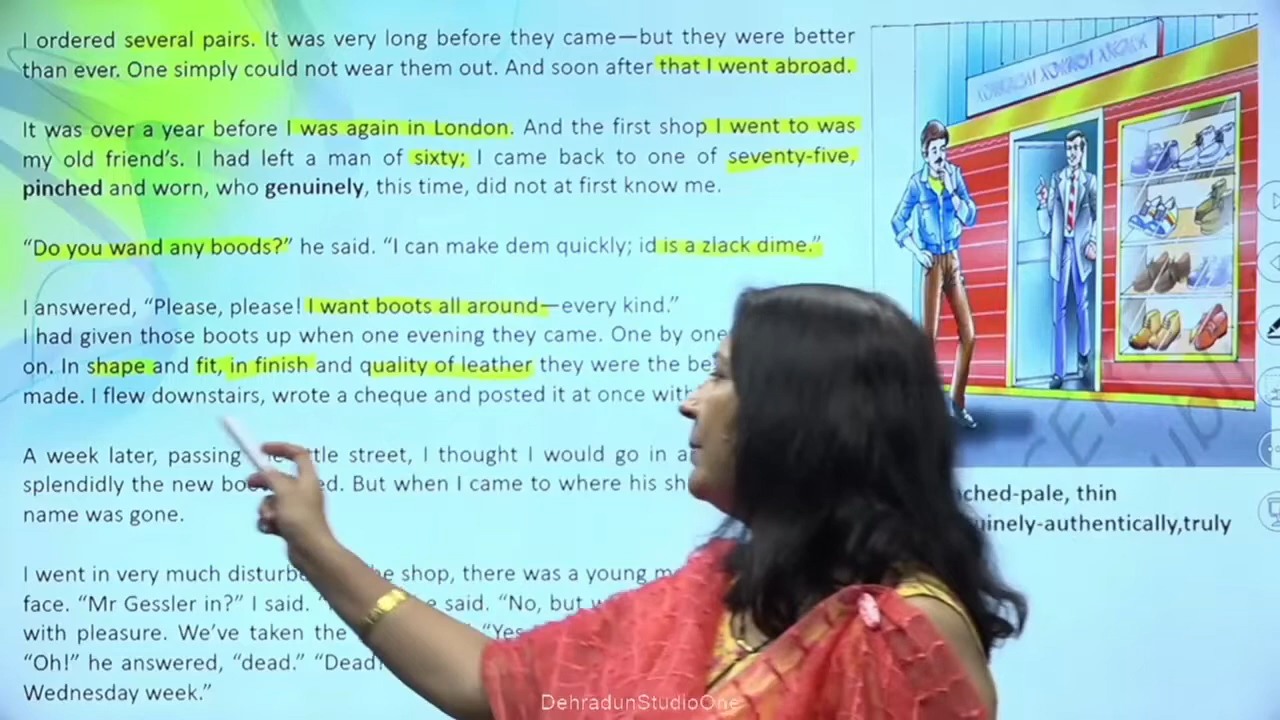 I ordered several pairs. It was very long before they came—but they were better
than ever. One simply could not wear them out. And soon after that I went abroad.
It was over a year before I was again in London. And the first shop I went to was
my old friend’s. I had left a man of sixty; I came back to one of seventy-five,
pinched and worn, who genuinely, this time, did not at first know me.
“Do you wand any boods?” he said. “I can make dem quickly; id is a zlack dime.”
I answered, “Please, please! I want boots all around—every kind.”
I had given those boots up when one evening they came. One by one
on. In shape and fit, in finish and quality of leather they were the
made. I flew downstairs, wrote a cheque and posted it at once
A week later, passing street, I thought I would go in
splendidly the new But when I came to where his
name was gone.
I went in very much shop, there was a young
face. “Mr Gessler in?” I said. said. “No, but
with pleasure. We’ve taken the
“Oh!” he answered, “dead.”
Wednesday week.”
pale, thin
authentically,truly
DehradunStudioOne